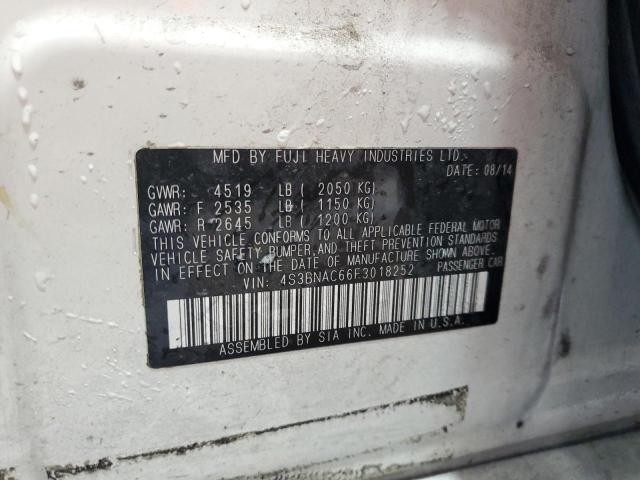 MFD BY FUJI HEAVY INDUSTRIES LTD.
DATE: 08/14
GVWR: 4519 LB ( 2050 KG)
GAWR: F 2535 LB ( 1150 KG)
GAWR: R 2645 LB ( 1200 KG)
THIS VEHICLE CONFORMS TO ALL APPLICABLE FEDERAL MOTOR
VEHICLE SAFETY, BUMPER, AND THEFT PREVENTION STANDARDS
IN EFFECT ON THE DATE OF MANUFACTURE SHOWN ABOVE.
VIN: 4S3BNAC66F3018252 PASSENGER CAR
ASSEMBLED BY SIA INC. MADE IN U.S.A.